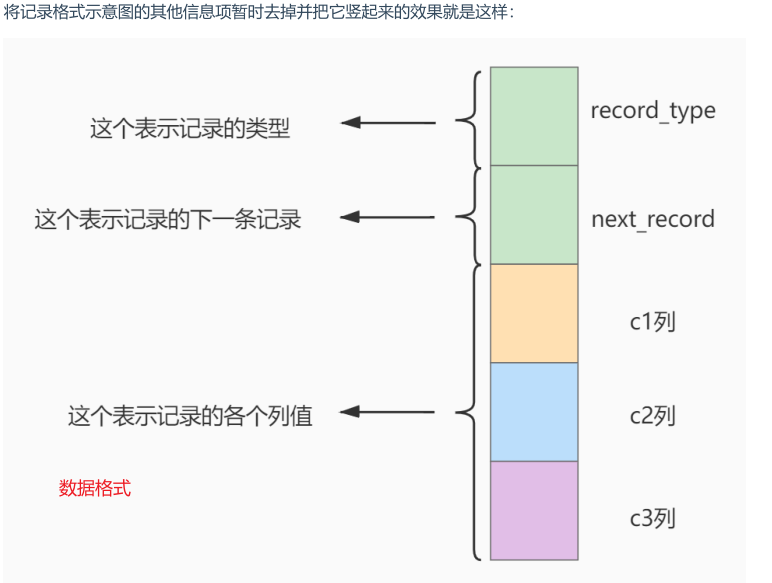 将记录格式示意图的其他信息项暂时去掉并把它竖起来的效果就是这样：
这个表示记录的类型
record_type
这个表示记录的下一条记录
next_record
c1列
这个表示记录的各个列值
c2列
数据格式
c3列